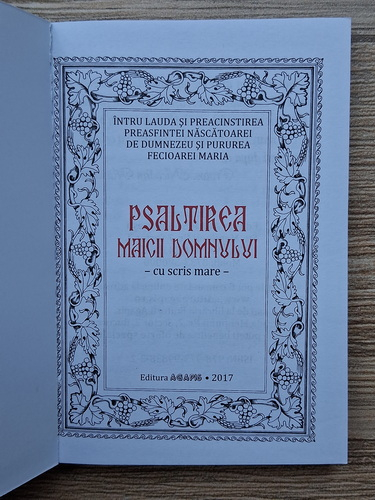 ÎNTRU LAUDA ȘI PREACINSTIREA
PREASFINTEI NĂSCĂTOAREI
DE DUMNEZEU ȘI PURUREA
FECIOAREI MARIA
PSALTIREA
MAICII DOMNULUI
– cu scris mare –
Editura AGAPIS • 2017